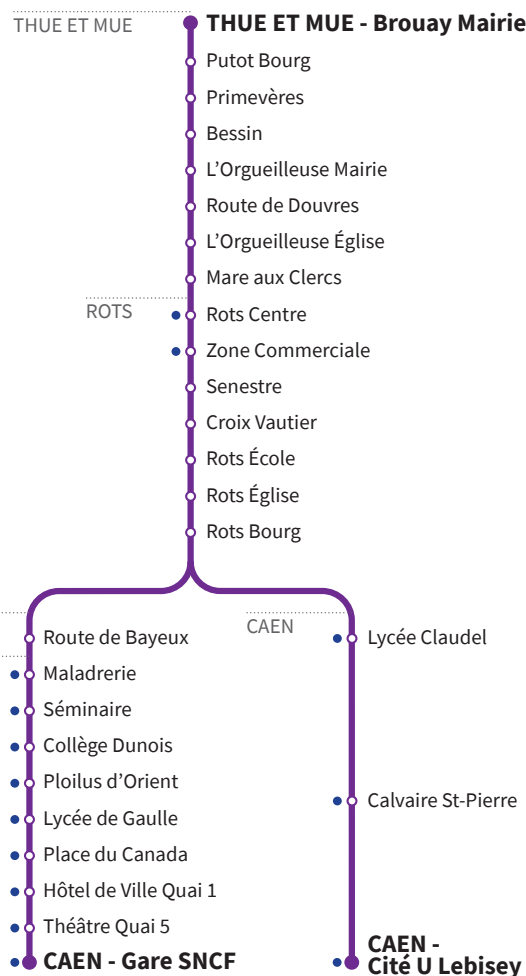 THUE ET MUE
THUE ET MUE - Brouay Mairie
Putot Bourg
Primevères
Bessin
L'Orgueilleuse Mairie
Route de Douvres
L'Orgueilleuse Église
Mare aux Clercs
ROTS
Rots Centre
Zone Commerciale
Senestre
Croix Vautier
Rots École
Rots Église
Rots Bourg
Route de Bayeux
Maladrerie
Séminaire
Collège Dunois
Ploilus d'Orient
Lycée de Gaulle
Place du Canada
Hôtel de Ville Quai 1
Théâtre Quai 5
CAEN - Gare SNCF
CAEN
Lycée Claudel
Calvaire St-Pierre
CAEN -
Cité U Lebisey